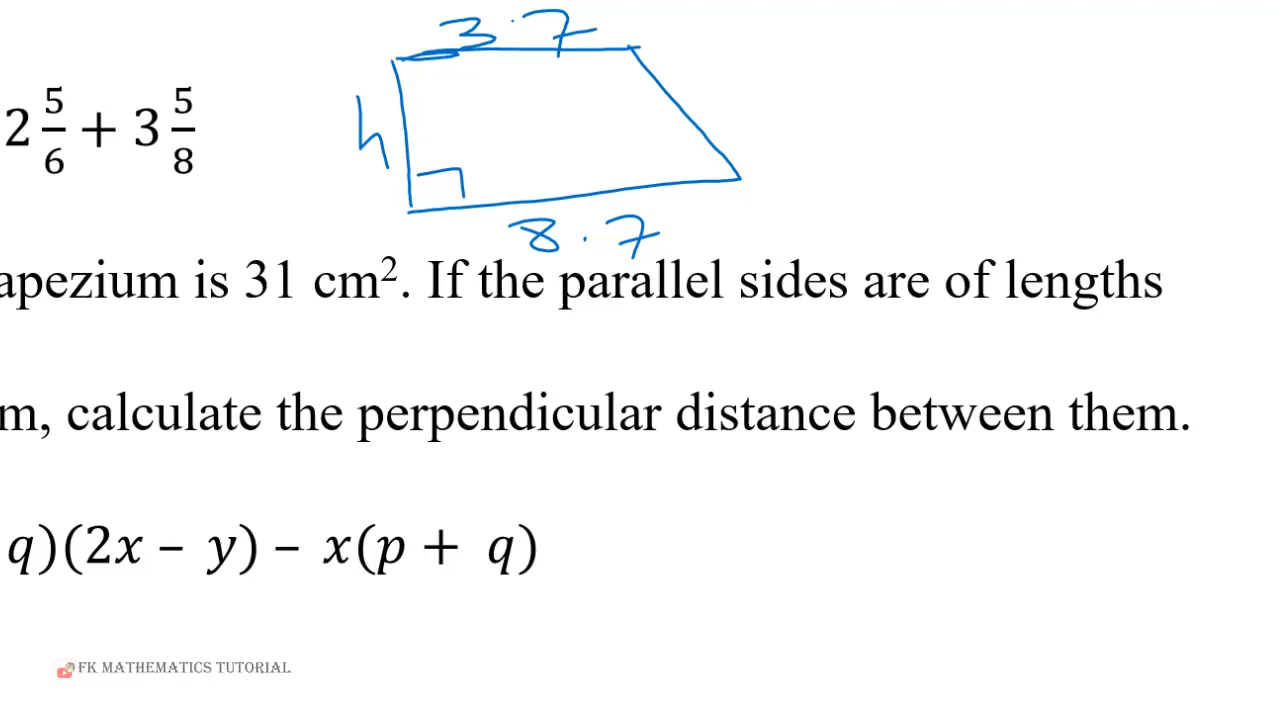 3.7
2 5/6 + 3 5/8
h
8.7
apezium is 31 cm². If the parallel sides are of lengths
m, calculate the perpendicular distance between them.
q)(2x – y) – x(p + q)
FK MATHEMATICS TUTORIAL